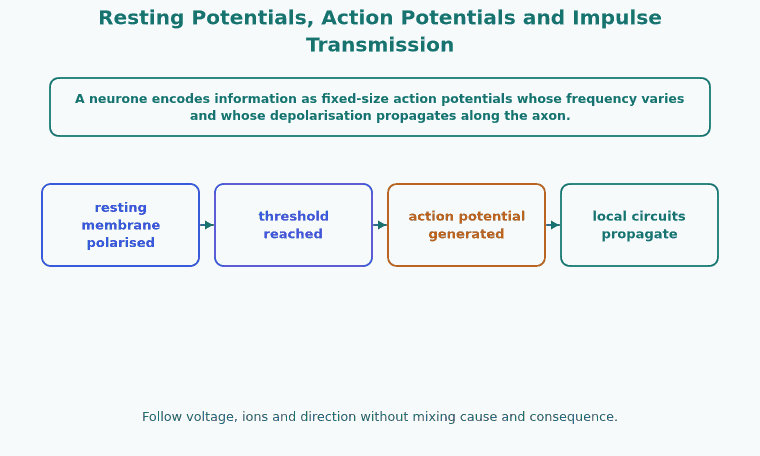 Resting Potentials, Action Potentials and Impulse
Transmission
A neurone encodes information as fixed-size action potentials whose frequency varies
and whose depolarisation propagates along the axon.
resting
membrane
polarised
threshold
reached
action potential
generated
local circuits
propagate
Follow voltage, ions and direction without mixing cause and consequence.